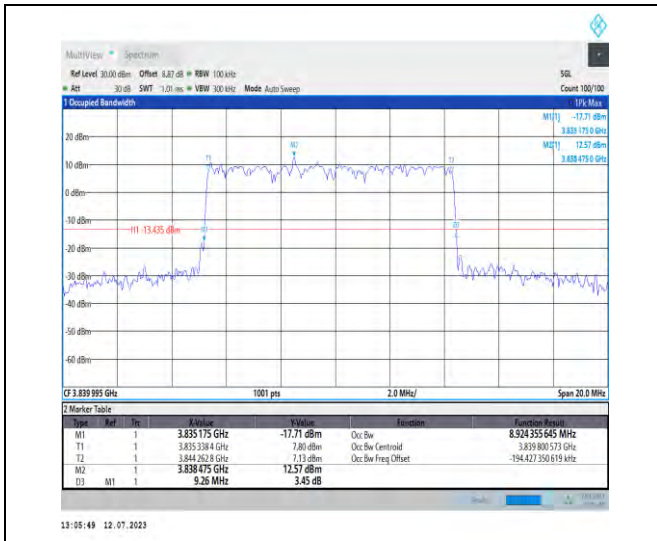 MultiView Spectrum
Ref Level 30.00 dBm Offset 8.87 dB RBW 100 kHz SGL
Att 30 dB SWT 1.01 ms VBW 300 kHz Mode Auto Sweep Count 100/100
1 Occupied Bandwidth 1Pk Max
M1[1] -17.71 dBm
3.835 175 0 GHz
M2[1] 12.57 dBm
3.838 475 0 GHz
20 dBm
M2
T1
T2
10 dBm
0 dBm
-10 dBm
H1 -13.435 dBm
M1
D3
-20 dBm
-30 dBm
-40 dBm
-50 dBm
-60 dBm
CF 3.839 995 GHz 1001 pts 2.0 MHz/ Span 20.0 MHz
2 Marker Table
Type Ref Trc X-Value Y-Value Function Function Result
M1 1 3.835 175 GHz -17.71 dBm Occ Bw 8.924 355 645 MHz
T1 1 3.835 338 4 GHz 7.80 dBm Occ Bw Centroid 3.839 800 573 GHz
T2 1 3.844 262 8 GHz 7.13 dBm Occ Bw Freq Offset -194.427 350 619 kHz
M2 1 3.838 475 GHz 12.57 dBm
D3 M1 1 9.26 MHz 3.45 dB
13:05:49 12.07.2023